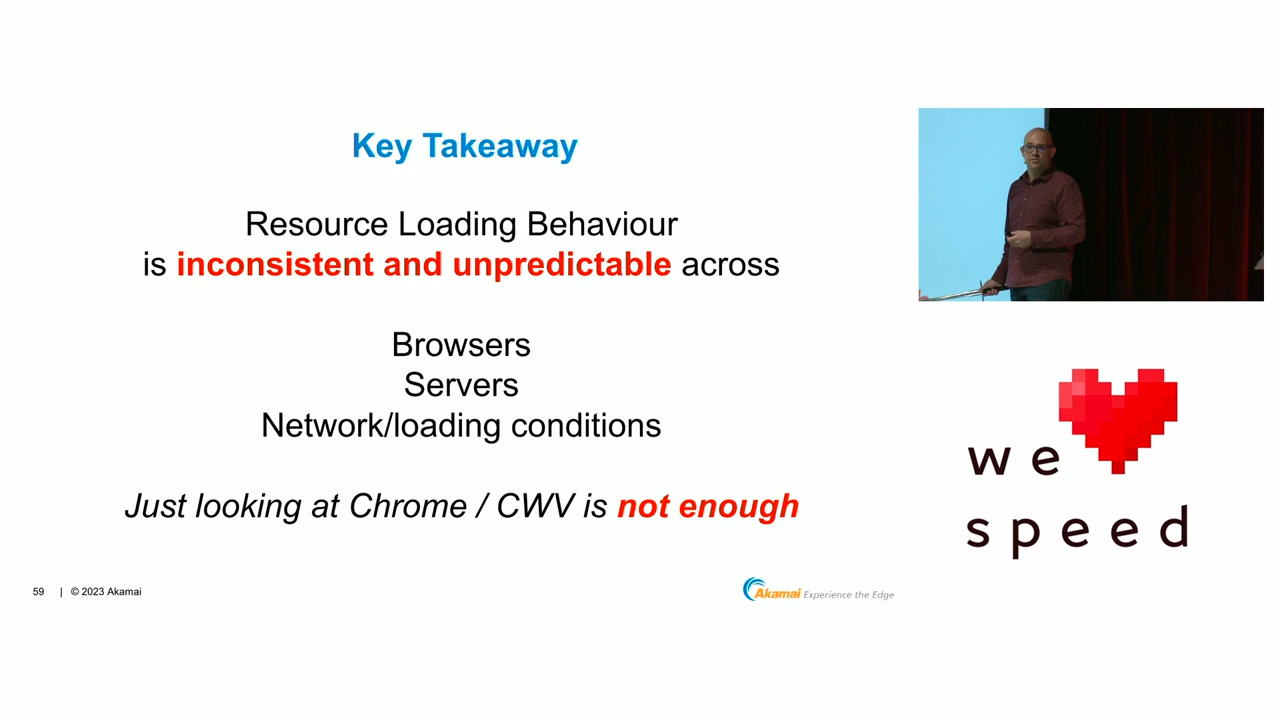 Key Takeaway
Resource Loading Behaviour
is inconsistent and unpredictable across
Browsers
Servers
Network/loading conditions
Just looking at Chrome / CWV is not enough
59 | © 2023 Akamai
Akamai Experience the Edge
we
speed